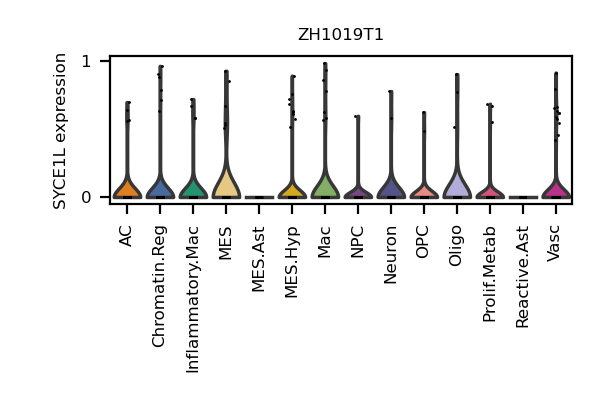 ZH1019T1
SYCE1L expression
1
0
AC
Chromatin.Reg
Inflammatory.Mac
MES
MES.Ast
MES.Hyp
Mac
NPC
Neuron
OPC
Oligo
Prolif.Metab
Reactive.Ast
Vasc